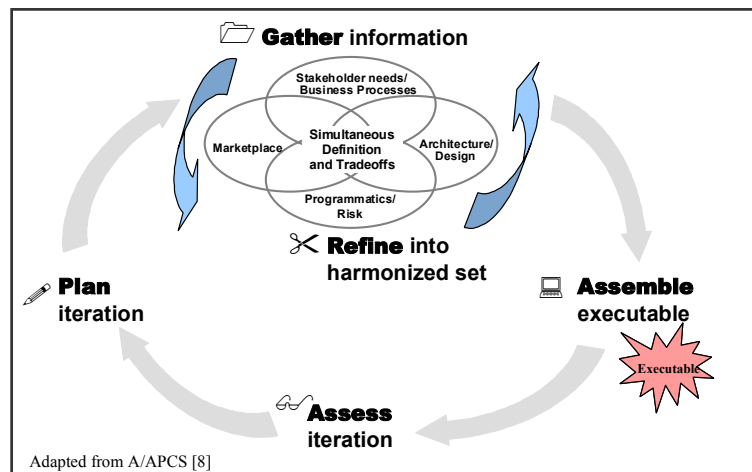 Gather information
Stakeholder needs/
Business Processes
Marketplace
Simultaneous
Definition
and Tradeoffs
Architecture/
Design
Programmatics/
Risk
Refine into
harmonized set
Plan
iteration
Assemble
executable
Executable
Assess
iteration
Adapted from A/APCS [8]